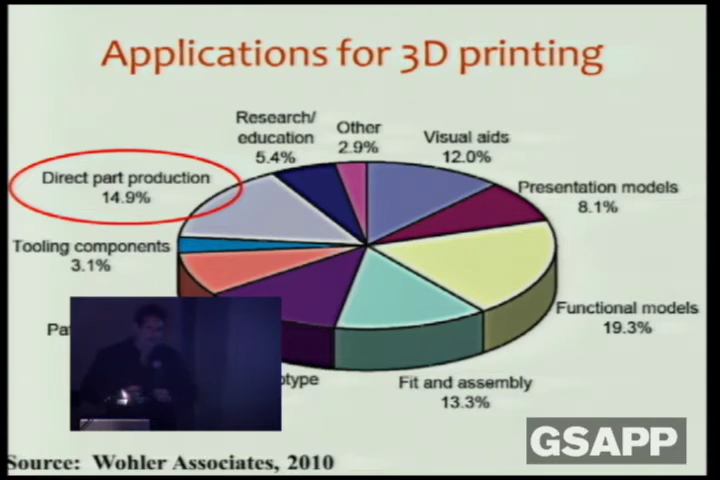 Applications for 3D printing
Research/
education
5.4%
Other
2.9%
Visual aids
12.0%
Direct part production
14.9%
Presentation models
8.1%
Tooling components
3.1%
Functional models
19.3%
Fit and assembly
13.3%
GSAPP
Source: Wohler Associates, 2010